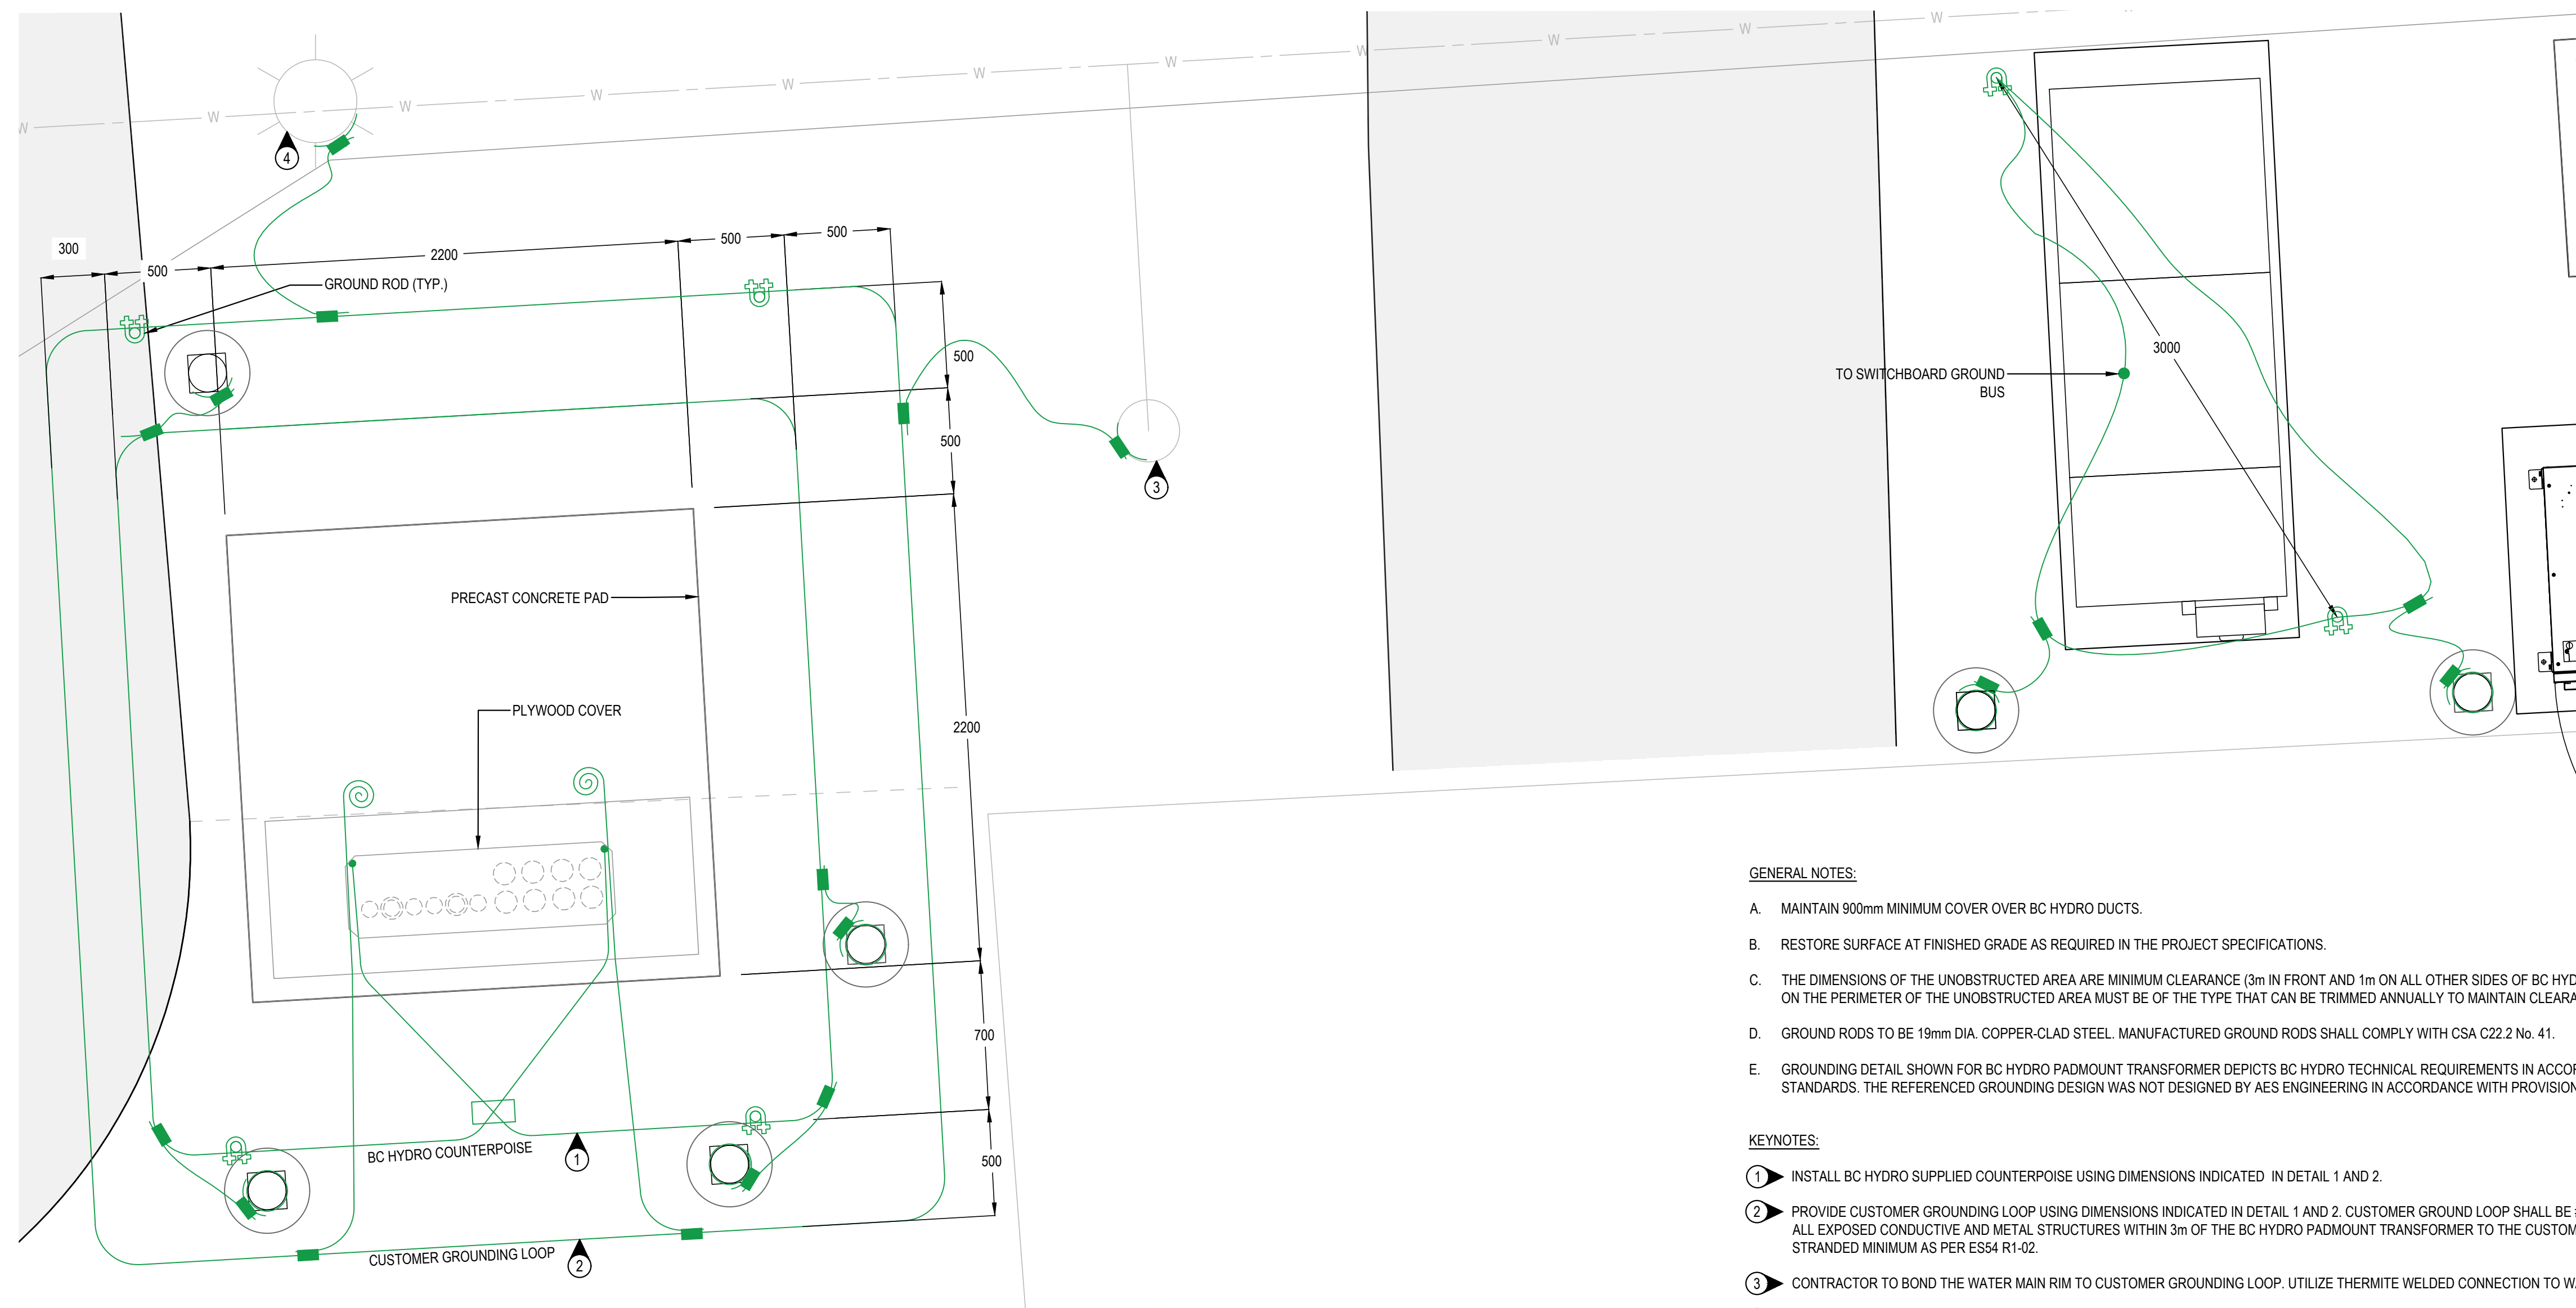 W W W W W W W W W W W
4
300
500
2200
500
500
GROUND ROD (TYP.)
500
500
3
TO SWITCHBOARD GROUND
BUS
3000
PRECAST CONCRETE PAD
PLYWOOD COVER
2200
700
BC HYDRO COUNTERPOISE
1
500
CUSTOMER GROUNDING LOOP
2
GENERAL NOTES:
A. MAINTAIN 900mm MINIMUM COVER OVER BC HYDRO DUCTS.
B. RESTORE SURFACE AT FINISHED GRADE AS REQUIRED IN THE PROJECT SPECIFICATIONS.
C. THE DIMENSIONS OF THE UNOBSTRUCTED AREA ARE MINIMUM CLEARANCE (3m IN FRONT AND 1m ON ALL OTHER SIDES OF BC HYD
ON THE PERIMETER OF THE UNOBSTRUCTED AREA MUST BE OF THE TYPE THAT CAN BE TRIMMED ANNUALLY TO MAINTAIN CLEARA
D. GROUND RODS TO BE 19mm DIA. COPPER-CLAD STEEL. MANUFACTURED GROUND RODS SHALL COMPLY WITH CSA C22.2 No. 41.
E. GROUNDING DETAIL SHOWN FOR BC HYDRO PADMOUNT TRANSFORMER DEPICTS BC HYDRO TECHNICAL REQUIREMENTS IN ACCOR
STANDARDS. THE REFERENCED GROUNDING DESIGN WAS NOT DESIGNED BY AES ENGINEERING IN ACCORDANCE WITH PROVISION
KEYNOTES:
1 INSTALL BC HYDRO SUPPLIED COUNTERPOISE USING DIMENSIONS INDICATED IN DETAIL 1 AND 2.
2 PROVIDE CUSTOMER GROUNDING LOOP USING DIMENSIONS INDICATED IN DETAIL 1 AND 2. CUSTOMER GROUND LOOP SHALL BE
ALL EXPOSED CONDUCTIVE AND METAL STRUCTURES WITHIN 3m OF THE BC HYDRO PADMOUNT TRANSFORMER TO THE CUSTOM
STRANDED MINIMUM AS PER ES54 R1-02.
3 CONTRACTOR TO BOND THE WATER MAIN RIM TO CUSTOMER GROUNDING LOOP. UTILIZE THERMITE WELDED CONNECTION TO W